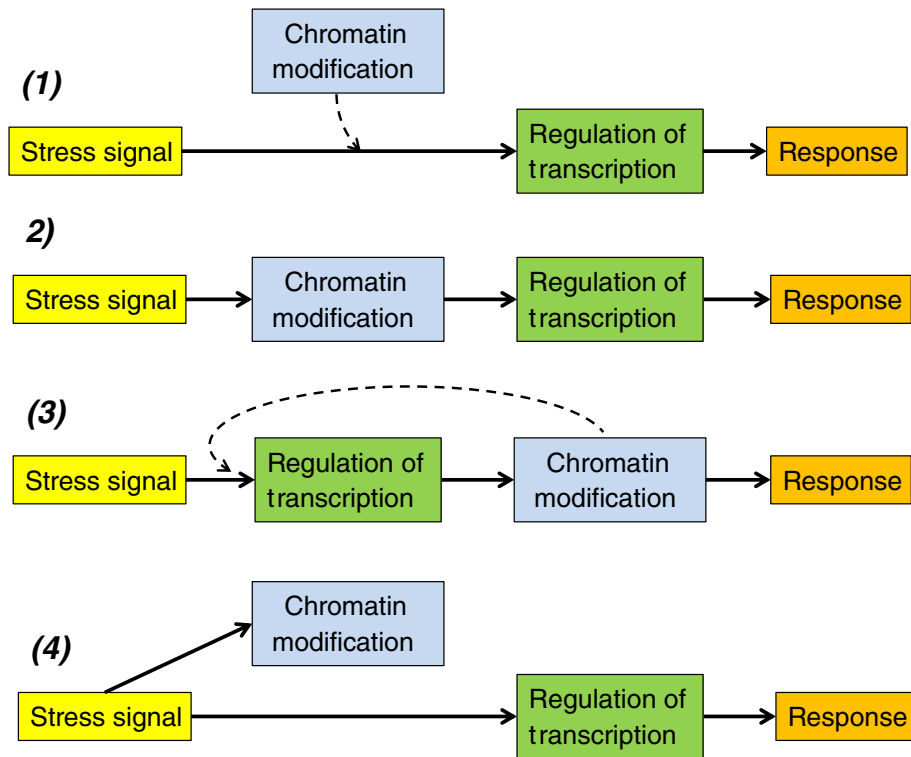 Chromatin
modification
(1)
Stress signal
Regulation of
transcription
Response
2)
Stress signal
Chromatin
modification
Regulation of
transcription
Response
(3)
Stress signal
Regulation of
transcription
Chromatin
modification
Response
Chromatin
modification
(4)
Stress signal
Regulation of
transcription
Response